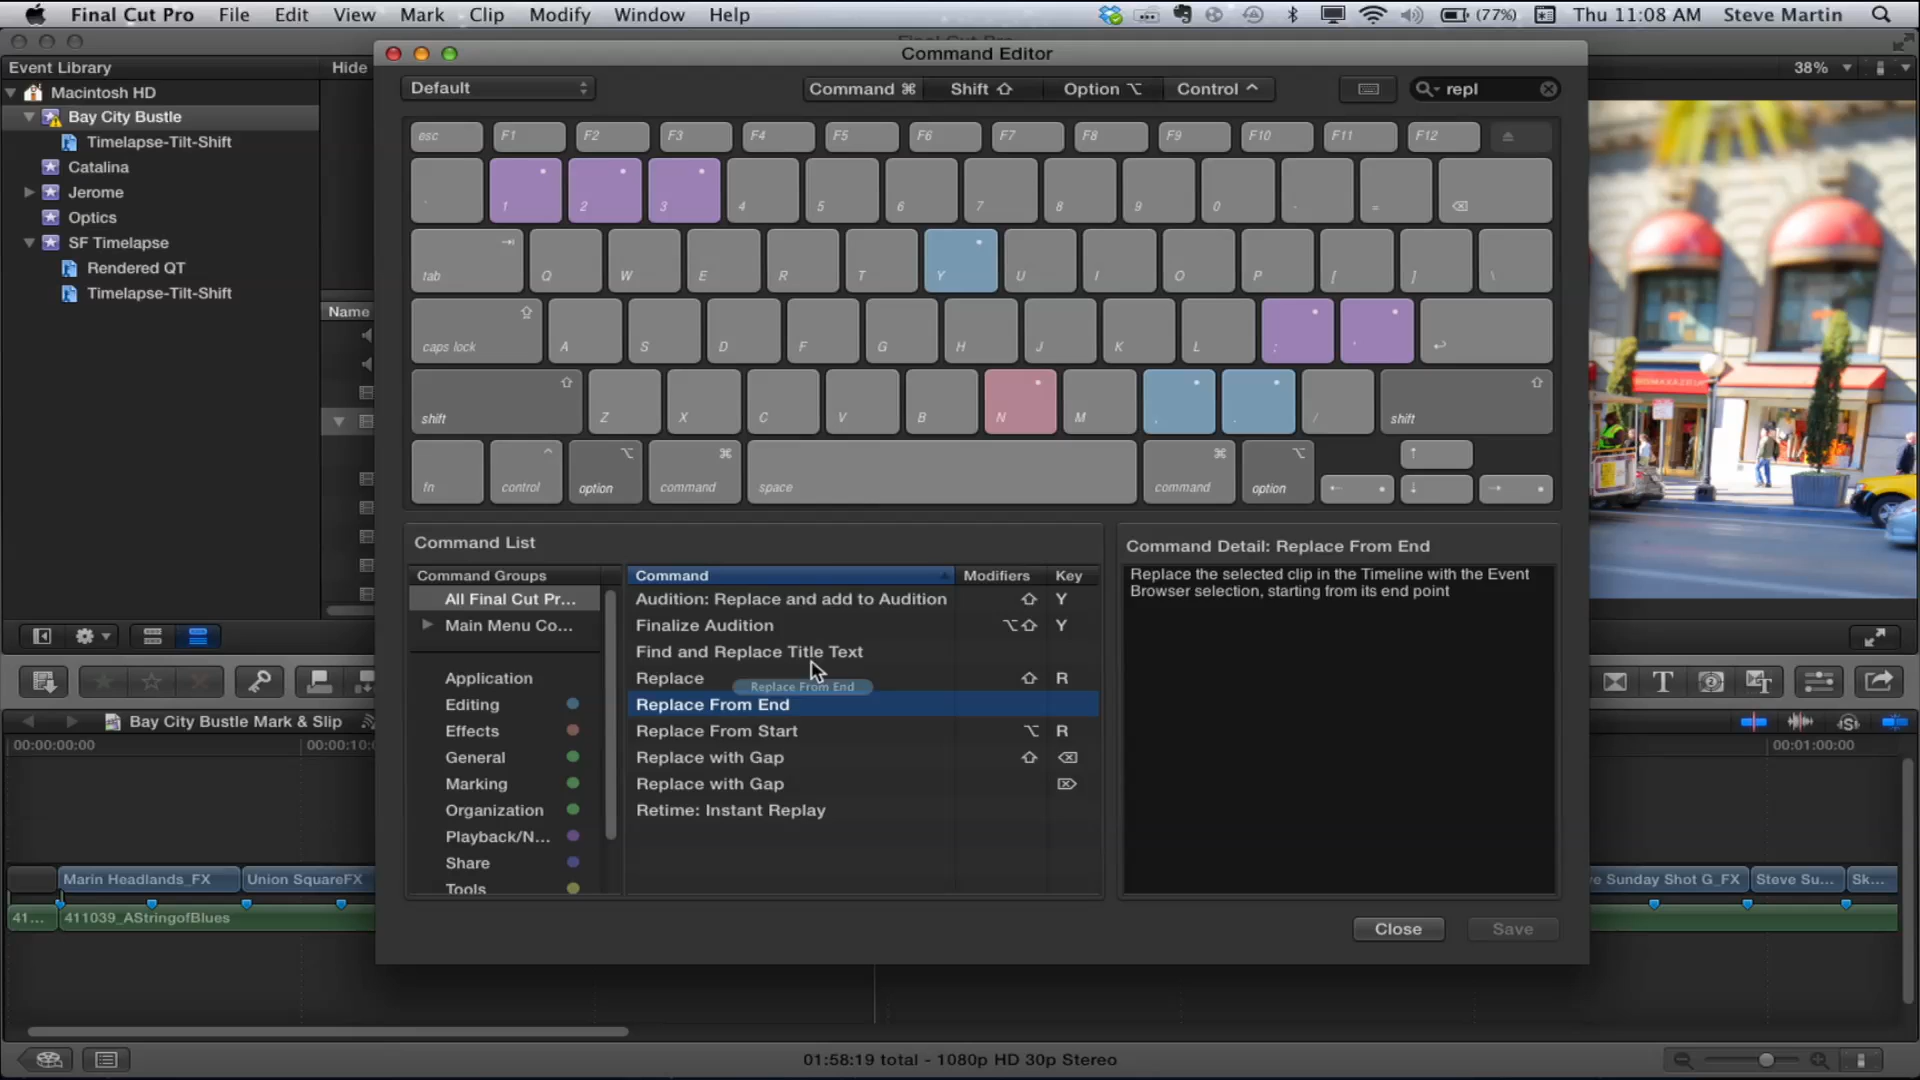 Final Cut Pro File Edit View Mark Clip Modify Window Help (77%) Thu 11:08 AM Steve Martin
Command Editor
Event Library Hide
38%
Default Command ⌘ Shift ⇧ Option ⌥ Control ^ repl
Macintosh HD
Bay City Bustle
Timelapse-Tilt-Shift
Catalina
Jerome
Optics
SF Timelapse
Rendered QT
Timelapse-Tilt-Shift
Name
esc F1 F2 F3 F4 F5 F6 F7 F8 F9 F10 F11 F12
` 1 2 3 4 5 6 7 8 9 0 - =
tab Q W E R T Y U I O P [ ] \
caps lock A S D F G H J K L ; '
shift Z X C V B N M , . / shift
fn control option command space command option
Command List
Command Groups
All Final Cut Pr...
Main Menu Co...
Application
Editing
Effects
General
Marking
Organization
Playback/N...
Share
Tools
Command Modifiers Key
Audition: Replace and add to Audition ⇧ Y
Finalize Audition ⌥⇧ Y
Find and Replace Title Text
Replace ⇧ R
Replace From End
Replace From End
Replace From Start ⌥ R
Replace with Gap ⇧ ⌫
Replace with Gap ⌦
Retime: Instant Replay
Command Detail: Replace From End
Replace the selected clip in the Timeline with the Event
Browser selection, starting from its end point
Close Save
Bay City Bustle Mark & Slip
00:00:00:00 00:00:10: 00:01:00:00
Marin Headlands_FX Union SquareFX
41... 411039_AStringofBlues
e Sunday Shot G_FX Steve Su... Sk...
01:58:19 total - 1080p HD 30p Stereo